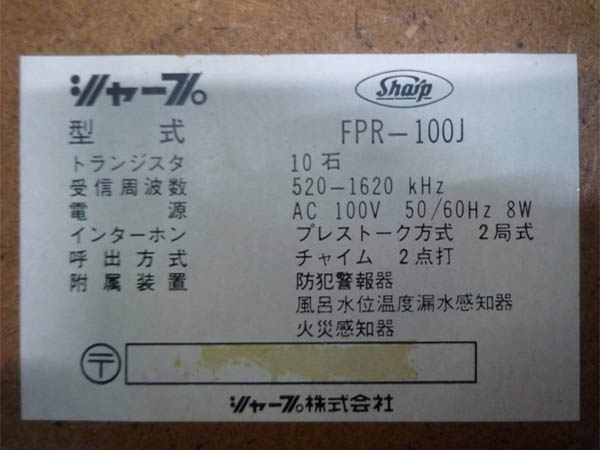 シャープ。 Sharp
型式 FPR-100J
トランジスタ 10石
受信周波数 520-1620 kHz
電源 AC 100V 50/60Hz 8W
インターホン プレストーク方式 2局式
呼出方式 チャイム 2点打
附属装置 防犯警報器
風呂水位温度漏水感知器
火災感知器
〒
シャープ。株式会社